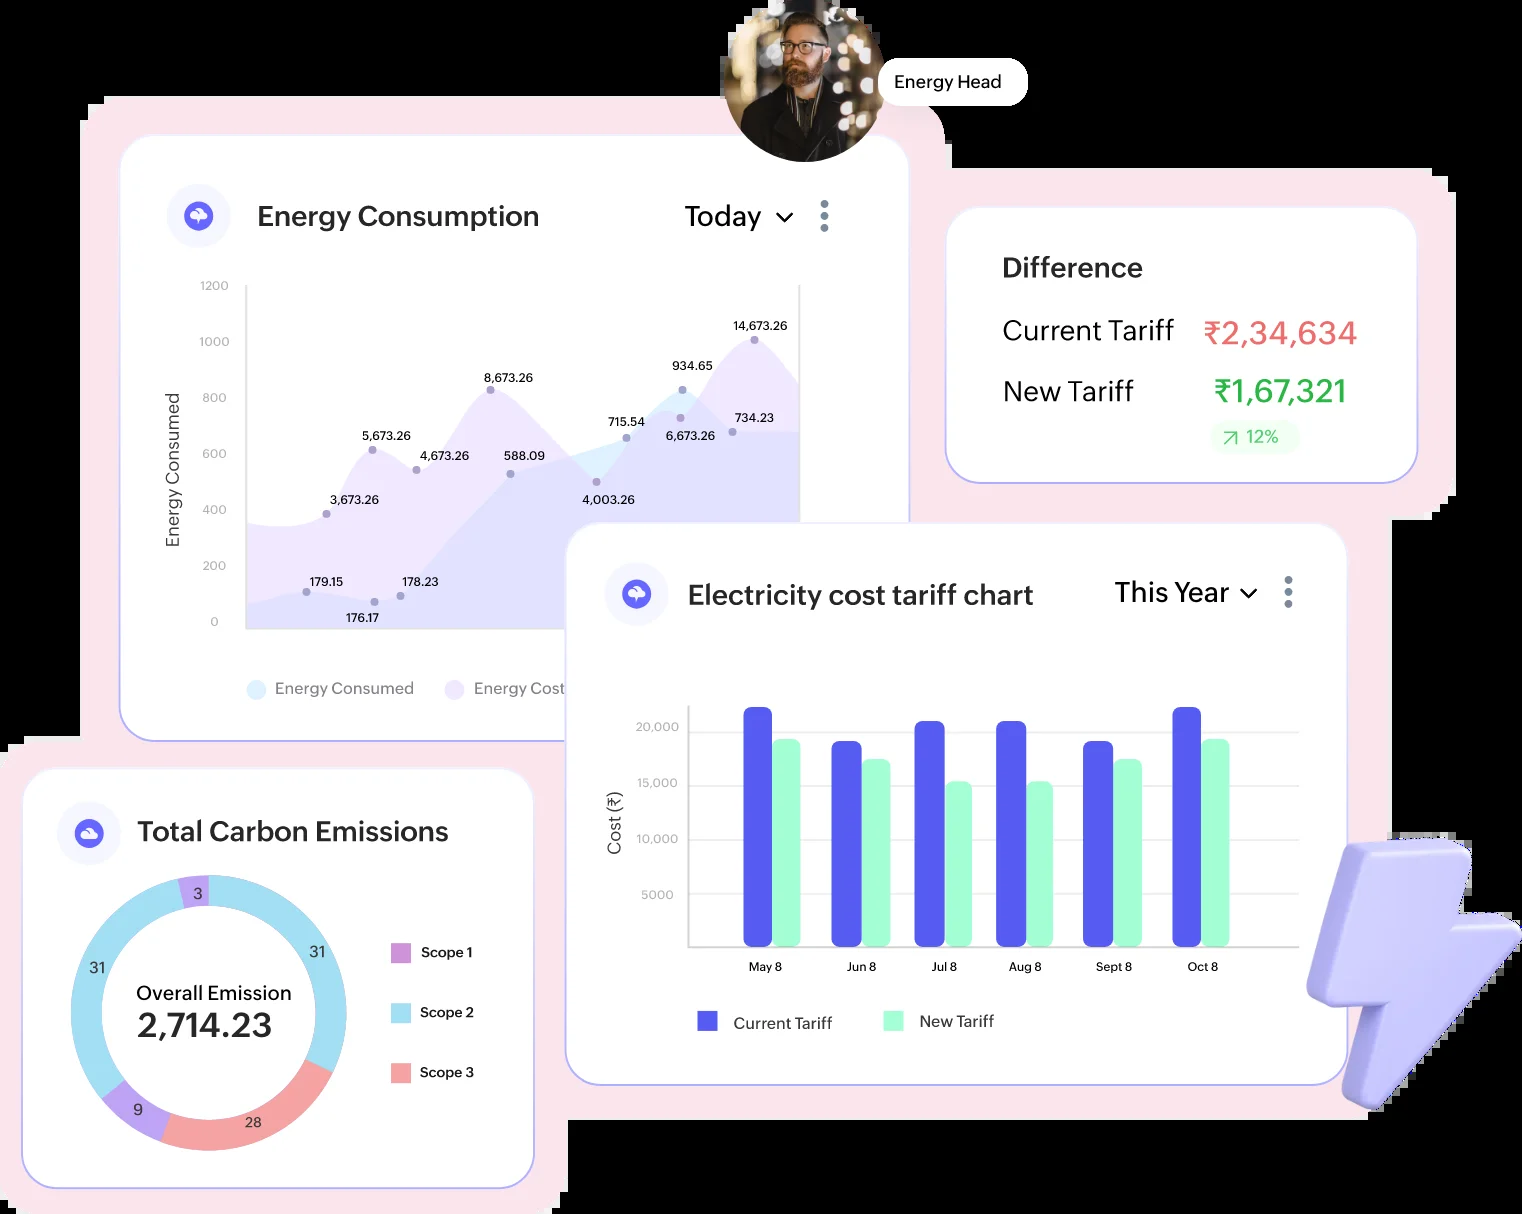 Energy Head
Energy Consumption
Today
1200
1000
800
600
400
200
0
Energy Consumed
14,673.26
934.65
8,673.26
715.54
734.23
5,673.26
6,673.26
4,673.26
588.09
3,673.26
4,003.26
179.15
178.23
176.17
Energy Consumed
Energy Cost
Difference
Current Tariff ₹2,34,634
New Tariff ₹1,67,321
12%
Electricity cost tariff chart
This Year
20,000
15,000
10,000
5000
Cost (₹)
May 8 Jun 8 Jul 8 Aug 8 Sept 8 Oct 8
Current Tariff
New Tariff
Total Carbon Emissions
3
31
31
9
28
Overall Emission
2,714.23
Scope 1
Scope 2
Scope 3